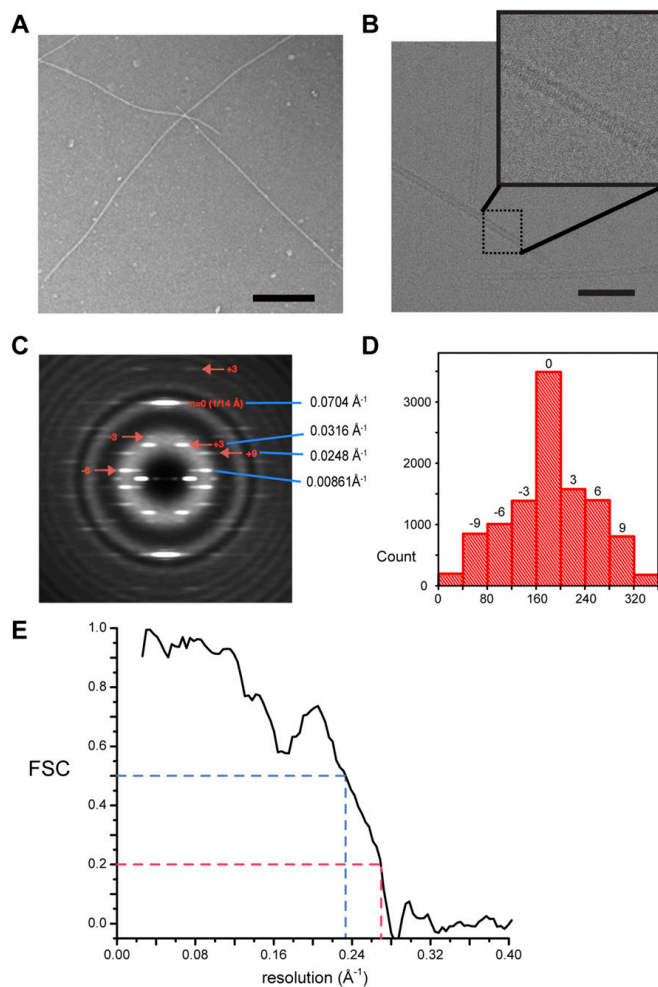 A
B
C
+3
n=0 (1/14 Å)
0.0704 Å⁻¹
-3
+3
0.0316 Å⁻¹
+9
0.0248 Å⁻¹
-6
0.00861Å⁻¹
D
0
3000
2000
1000
0
Count
-9
-6
-3
3
6
9
0
80
160
240
320
E
1.0
0.8
0.6
FSC
0.4
0.2
0.0
0.00
0.08
0.16
0.24
0.32
0.40
resolution (Å⁻¹)